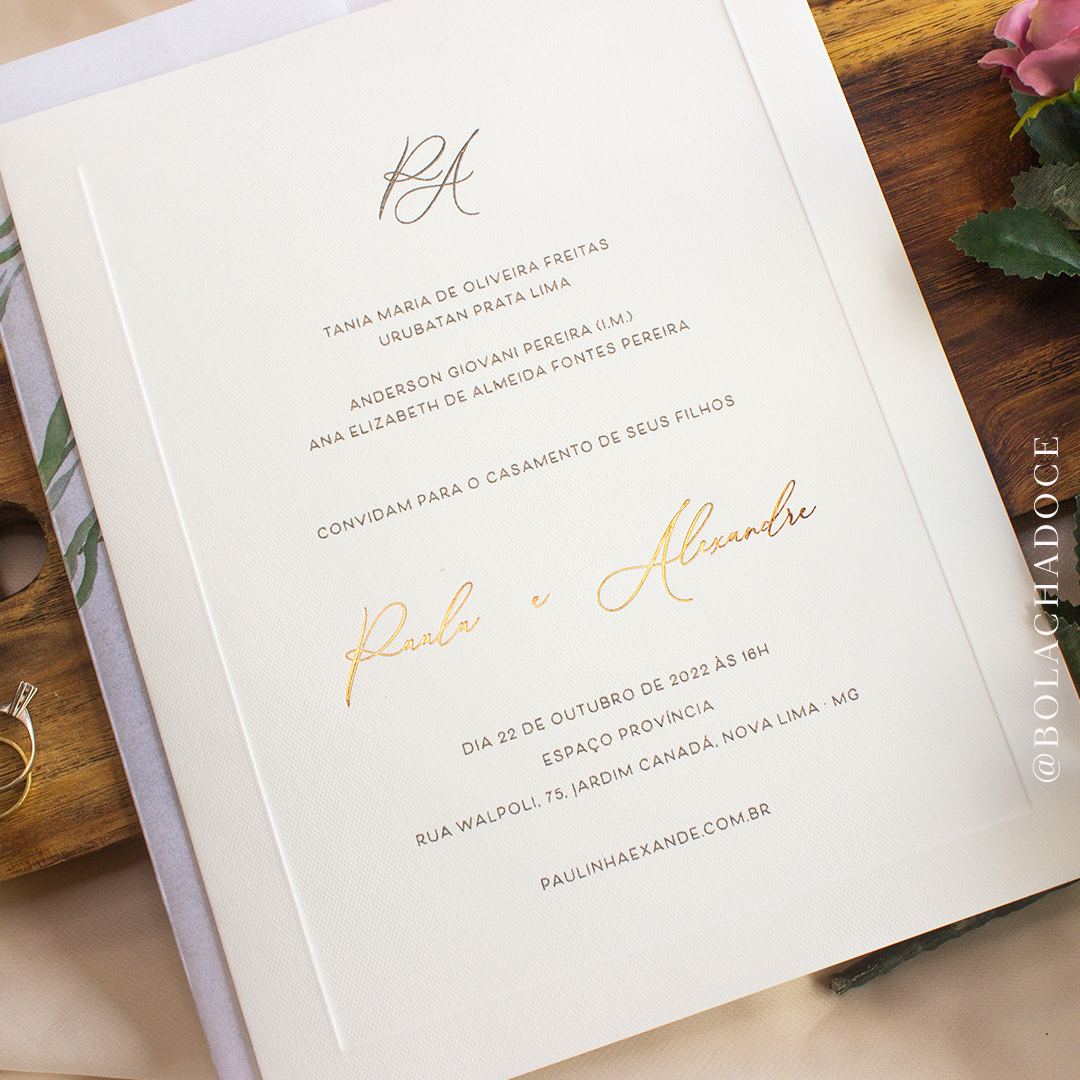 PA
TANIA MARIA DE OLIVEIRA FREITAS
URUBATAN PRATA LIMA
ANDERSON GIOVANI PEREIRA (I.M.)
ANA ELIZABETH DE ALMEIDA FONTES PEREIRA
CONVIDAM PARA O CASAMENTO DE SEUS FILHOS
Paula e Alexandre
DIA 22 DE OUTUBRO DE 2022 ÀS 16H
ESPAÇO PROVÍNCIA
RUA WALPOLI, 75, JARDIM CANADÁ, NOVA LIMA · MG
PAULINHAEXANDE.COM.BR
@BOLACHADOCE